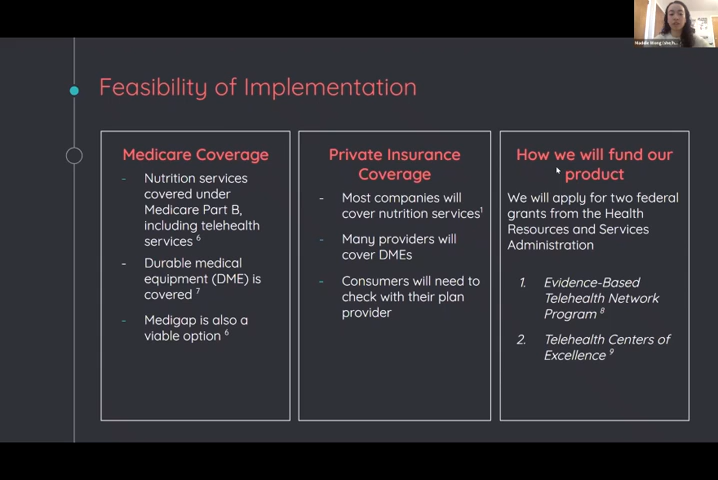 Feasibility of Implementation
Medicare Coverage
- Nutrition services
covered under
Medicare Part B,
including telehealth
services 6
- Durable medical
equipment (DME) is
covered 7
- Medigap is also a
viable option 6
Private Insurance
Coverage
- Most companies will
cover nutrition services1
- Many providers will
cover DMEs
- Consumers will need to
check with their plan
provider
How we will fund our
product
We will apply for two federal
grants from the Health
Resources and Services
Administration
1. Evidence-Based
Telehealth Network
Program 8
2. Telehealth Centers of
Excellence 9